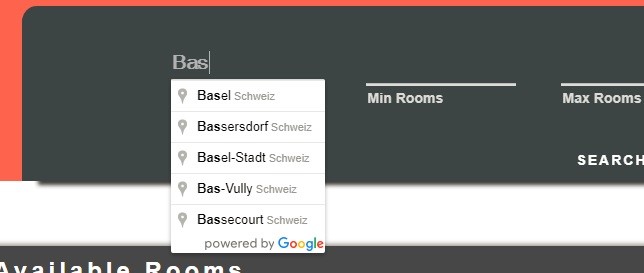 Bas
Basel Schweiz
Bassersdorf Schweiz
Basel-Stadt Schweiz
Bas-Vully Schweiz
Bassecourt Schweiz
powered by Google
Min Rooms
Max Rooms
SEARCH
Available Rooms